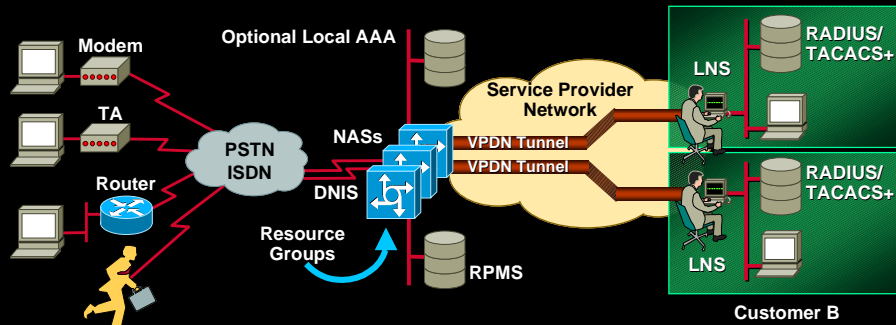 Modem
TA
Router
PSTN
ISDN
Optional Local AAA
NASs
DNIS
Resource
Groups
RPMS
Service Provider
Network
VPDN Tunnel
VPDN Tunnel
LNS
RADIUS/
TACACS+
RADIUS/
TACACS+
LNS
Customer B